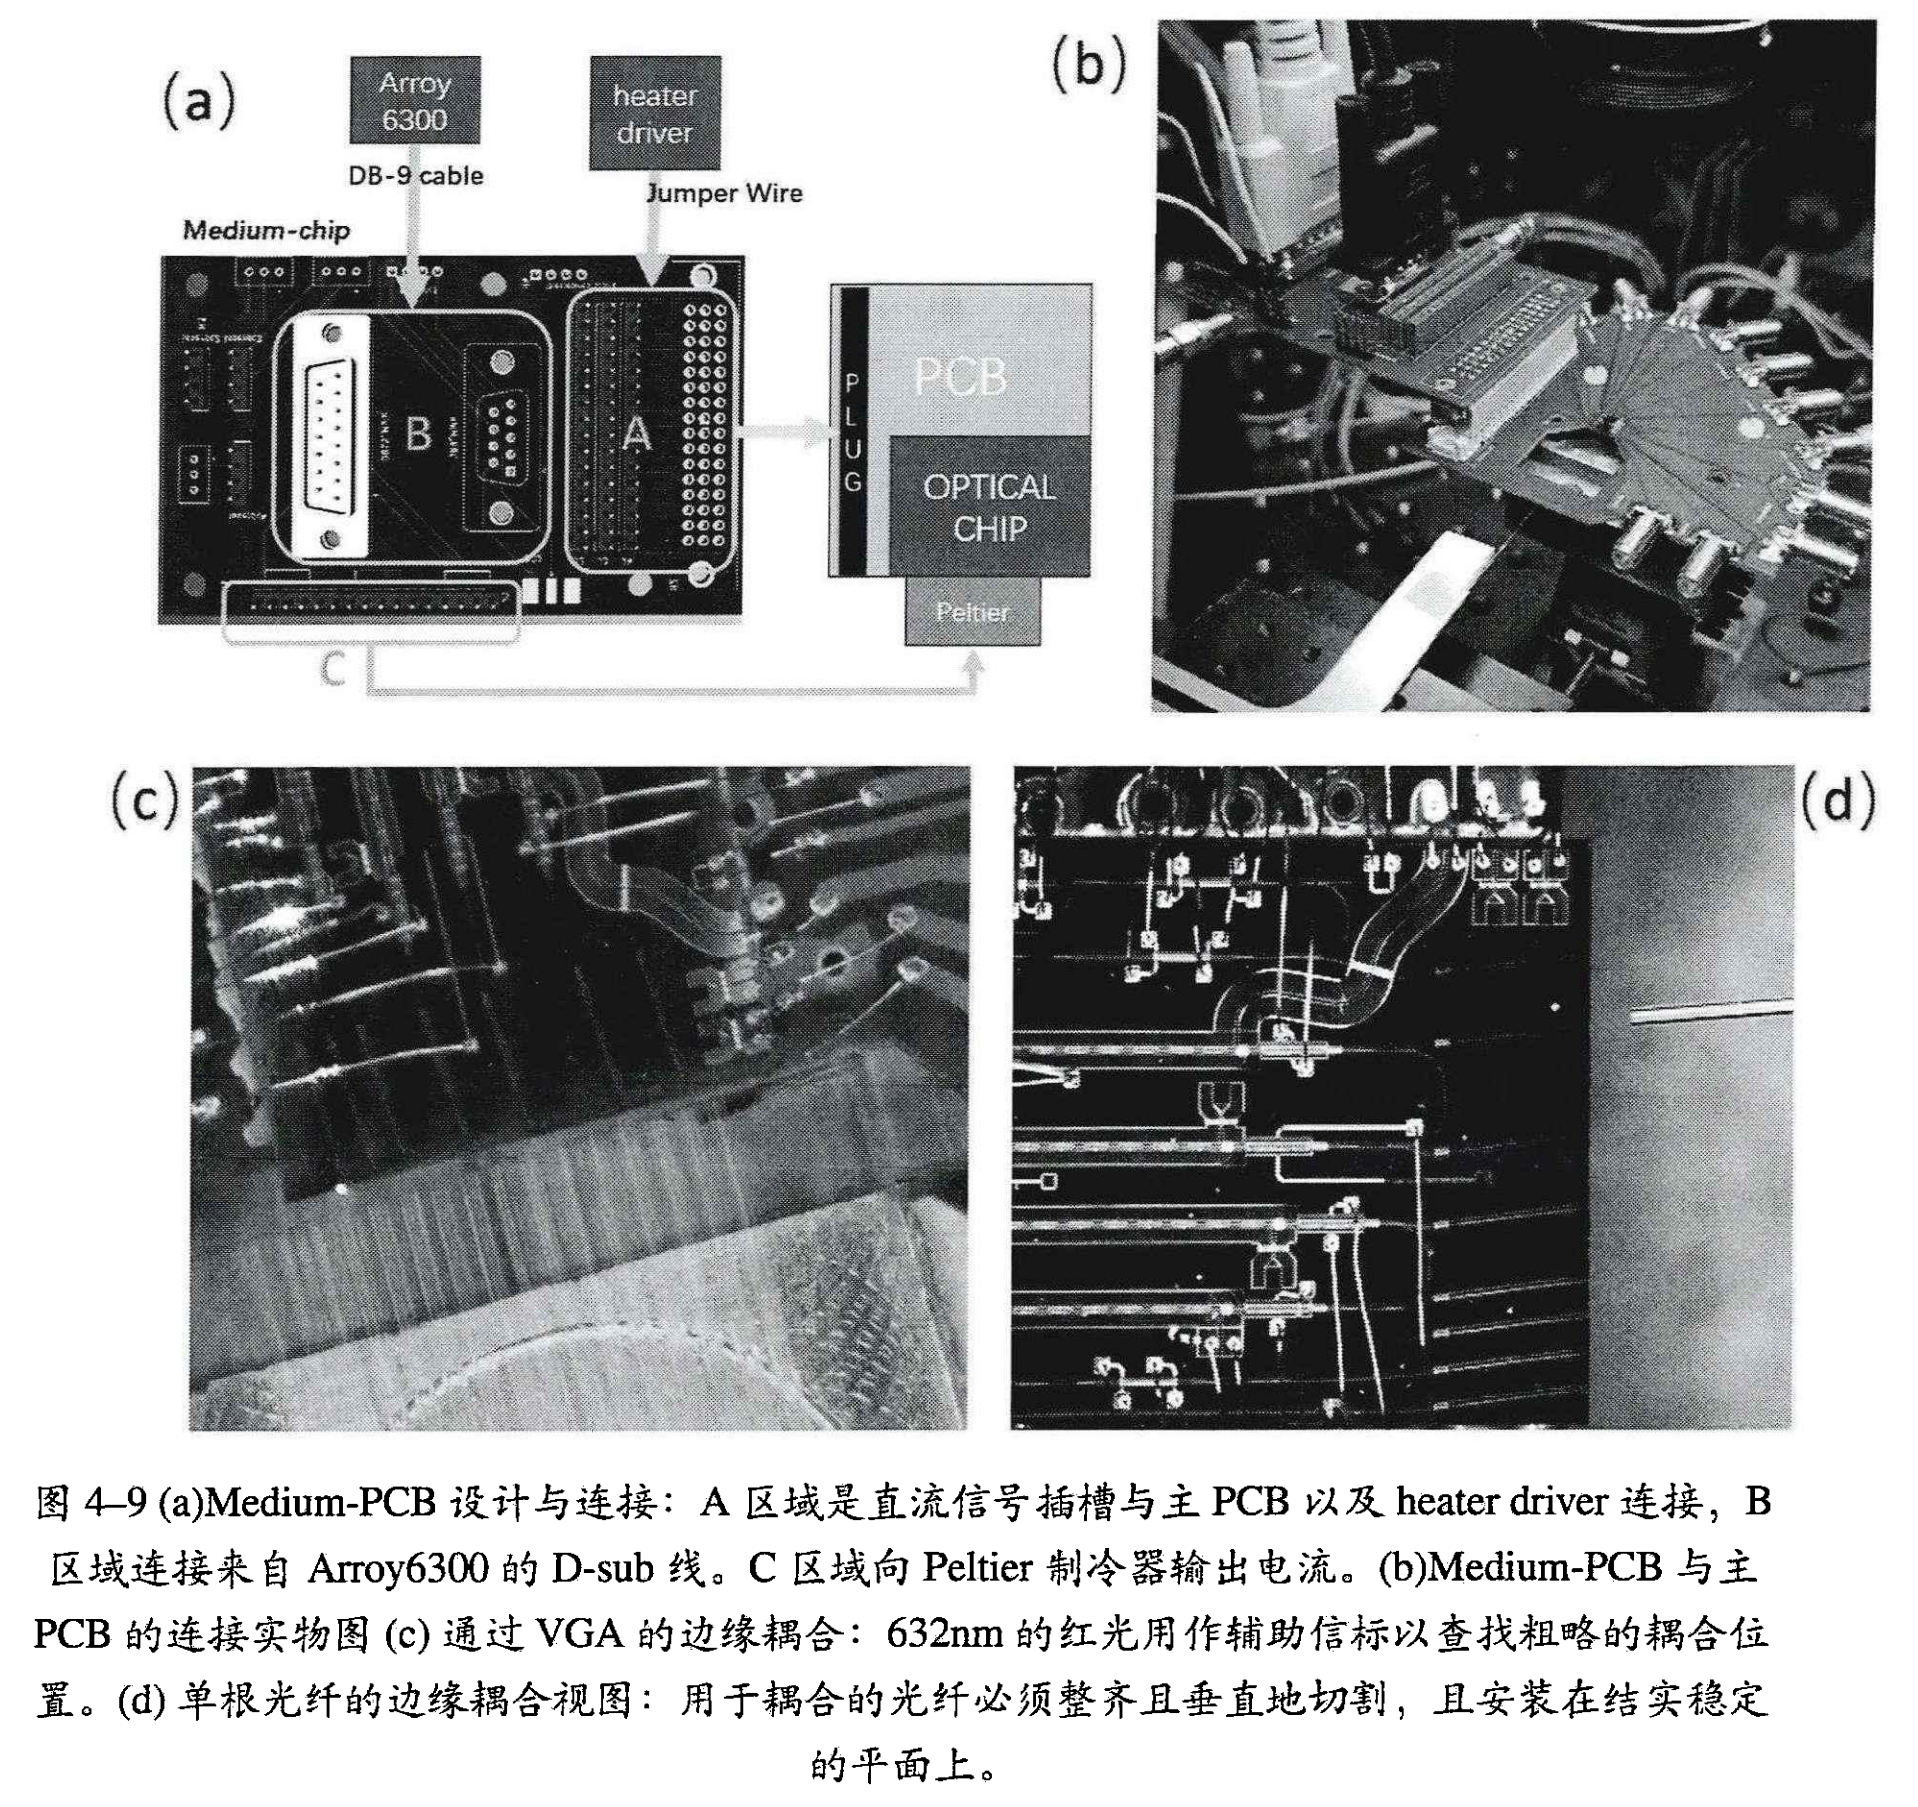 (a)
Arroy
6300
heater
driver
DB-9 cable
Jumper Wire
Medium-chip
B
A
C
PLUG
PCB
OPTICAL
CHIP
Peltier
(b)
(c)
(d)
图 4–9 (a)Medium-PCB 设计与连接：A 区域是直流信号插槽与主 PCB 以及 heater driver 连接，B
区域连接来自 Arroy6300 的 D-sub 线。C 区域向 Peltier 制冷器输出电流。(b)Medium-PCB 与主
PCB 的连接实物图 (c) 通过 VGA 的边缘耦合：632nm 的红光用作辅助信标以查找粗略的耦合位
置。(d) 单根光纤的边缘耦合视图：用于耦合的光纤必须整齐且垂直地切割，且安装在结实稳定
的平面上。